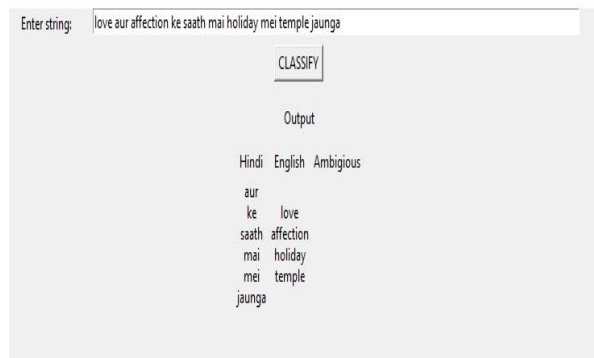 Enter string: love aur affection ke saath mai holiday mei temple jaunga
CLASSIFY
Output
Hindi English Ambigious
aur
ke love
saath affection
mai holiday
mei temple
jaunga